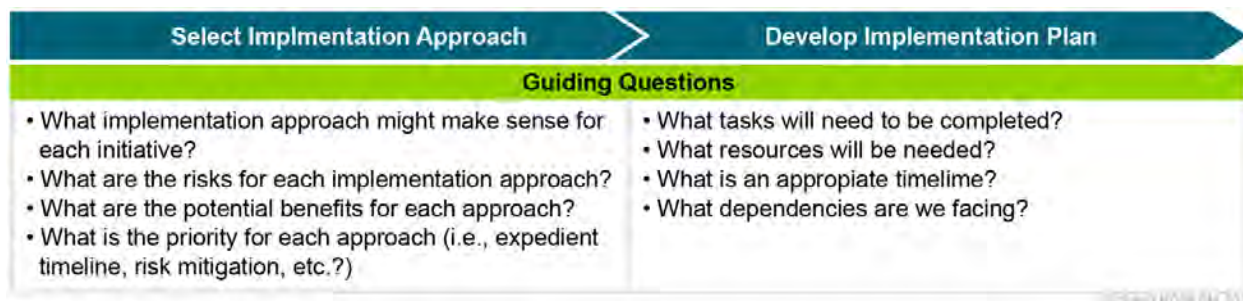 Select Implmentation Approach
Develop Implementation Plan
Guiding Questions
• What implementation approach might make sense for
each initiative?
• What are the risks for each implementation approach?
• What are the potential benefits for each approach?
• What is the priority for each approach (i.e., expedient
timeline, risk mitigation, etc.?)
• What tasks will need to be completed?
• What resources will be needed?
• What is an appropiate timelime?
• What dependencies are we facing?